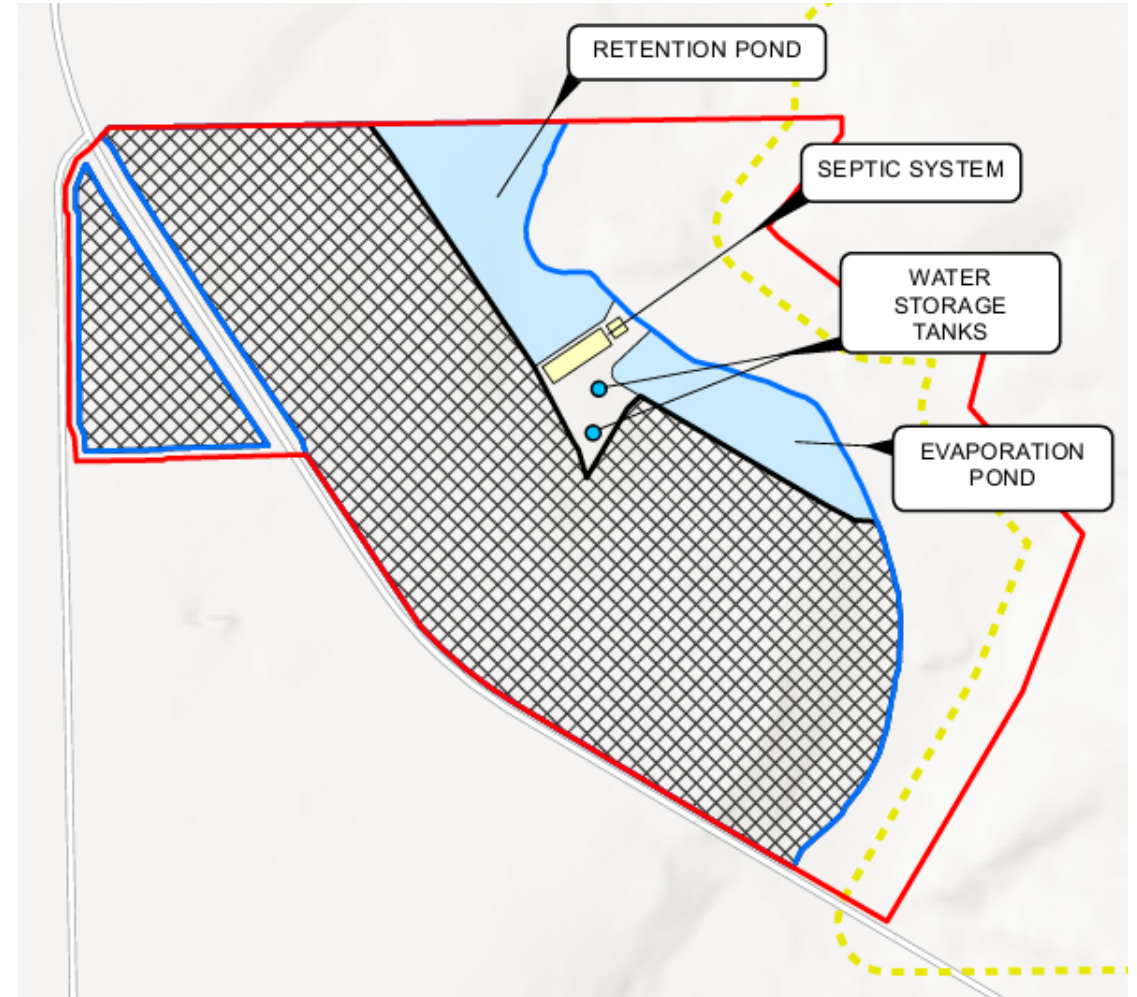 RETENTION POND
SEPTIC SYSTEM
WATER
STORAGE
TANKS
EVAPORATION
POND